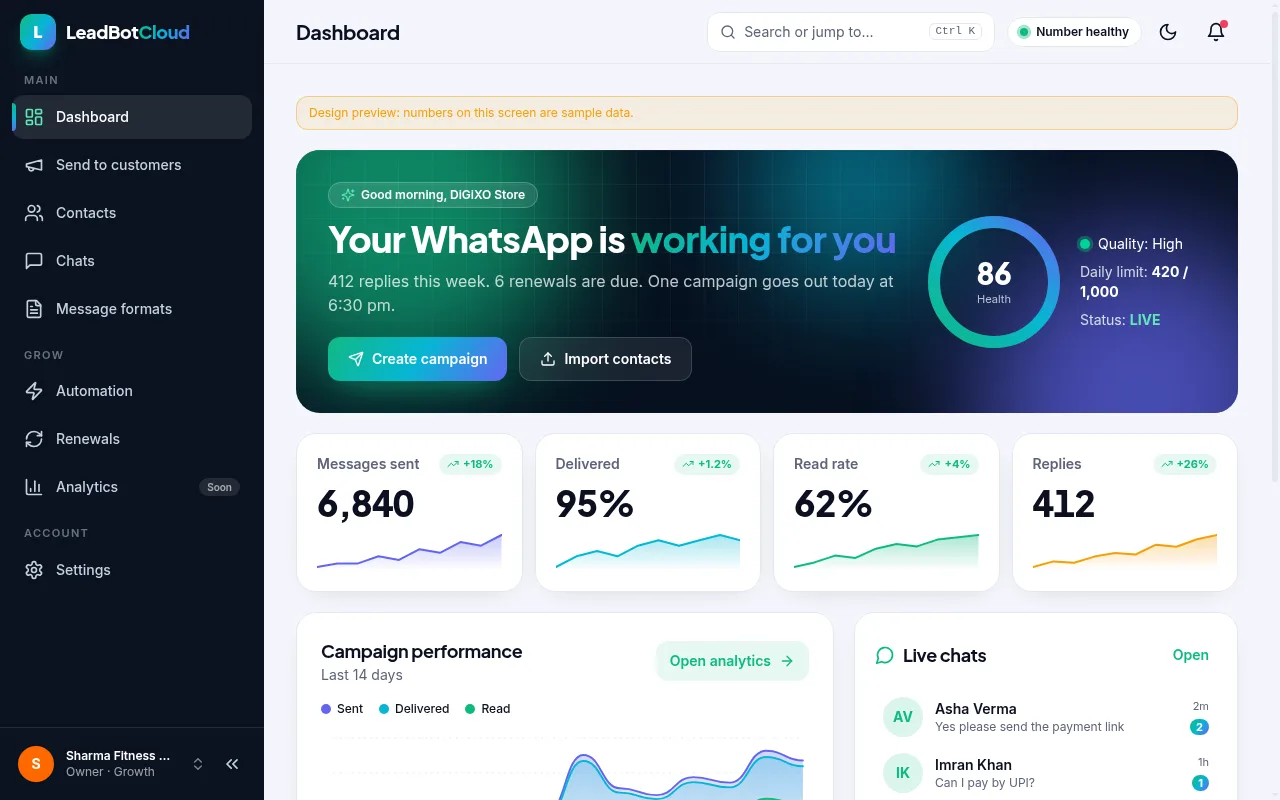 L LeadBotCloud
MAIN
Dashboard
Send to customers
Contacts
Chats
Message formats
GROW
Automation
Renewals
Analytics Soon
ACCOUNT
Settings
S Sharma Fitness ...
Owner · Growth
Dashboard
Search or jump to... Ctrl K
Number healthy
Design preview: numbers on this screen are sample data.
Good morning, DIGiXO Store
Your WhatsApp is working for you
412 replies this week. 6 renewals are due. One campaign goes out today at
6:30 pm.
Create campaign
Import contacts
86
Health
Quality: High
Daily limit: 420 /
1,000
Status: LIVE
Messages sent +18%
6,840
Delivered +1.2%
95%
Read rate +4%
62%
Replies +26%
412
Campaign performance
Last 14 days
Open analytics
Sent Delivered Read
Live chats Open
AV Asha Verma 2m
Yes please send the payment link 2
IK Imran Khan 1h
Can I pay by UPI? 1